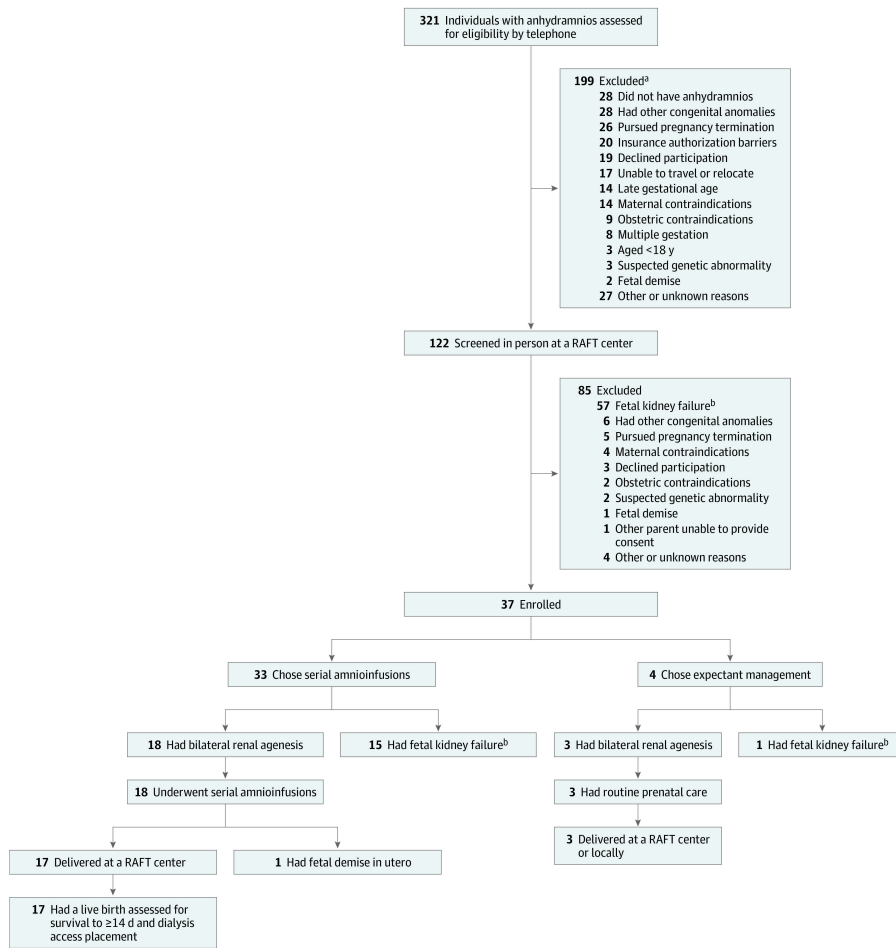 321 Individuals with anhydramnios assessed
for eligibility by telephone
199 Excludedᵃ
28 Did not have anhydramnios
28 Had other congenital anomalies
26 Pursued pregnancy termination
20 Insurance authorization barriers
19 Declined participation
17 Unable to travel or relocate
14 Late gestational age
14 Maternal contraindications
9 Obstetric contraindications
8 Multiple gestation
3 Aged <18 y
3 Suspected genetic abnormality
2 Fetal demise
27 Other or unknown reasons
122 Screened in person at a RAFT center
85 Excluded
57 Fetal kidney failureᵇ
6 Had other congenital anomalies
5 Pursued pregnancy termination
4 Maternal contraindications
3 Declined participation
2 Obstetric contraindications
2 Suspected genetic abnormality
1 Fetal demise
1 Other parent unable to provide
consent
4 Other or unknown reasons
37 Enrolled
33 Chose serial amnioinfusions
4 Chose expectant management
18 Had bilateral renal agenesis
15 Had fetal kidney failureᵇ
3 Had bilateral renal agenesis
1 Had fetal kidney failureᵇ
18 Underwent serial amnioinfusions
3 Had routine prenatal care
17 Delivered at a RAFT center
1 Had fetal demise in utero
3 Delivered at a RAFT center
or locally
17 Had a live birth assessed for
survival to ≥14 d and dialysis
access placement